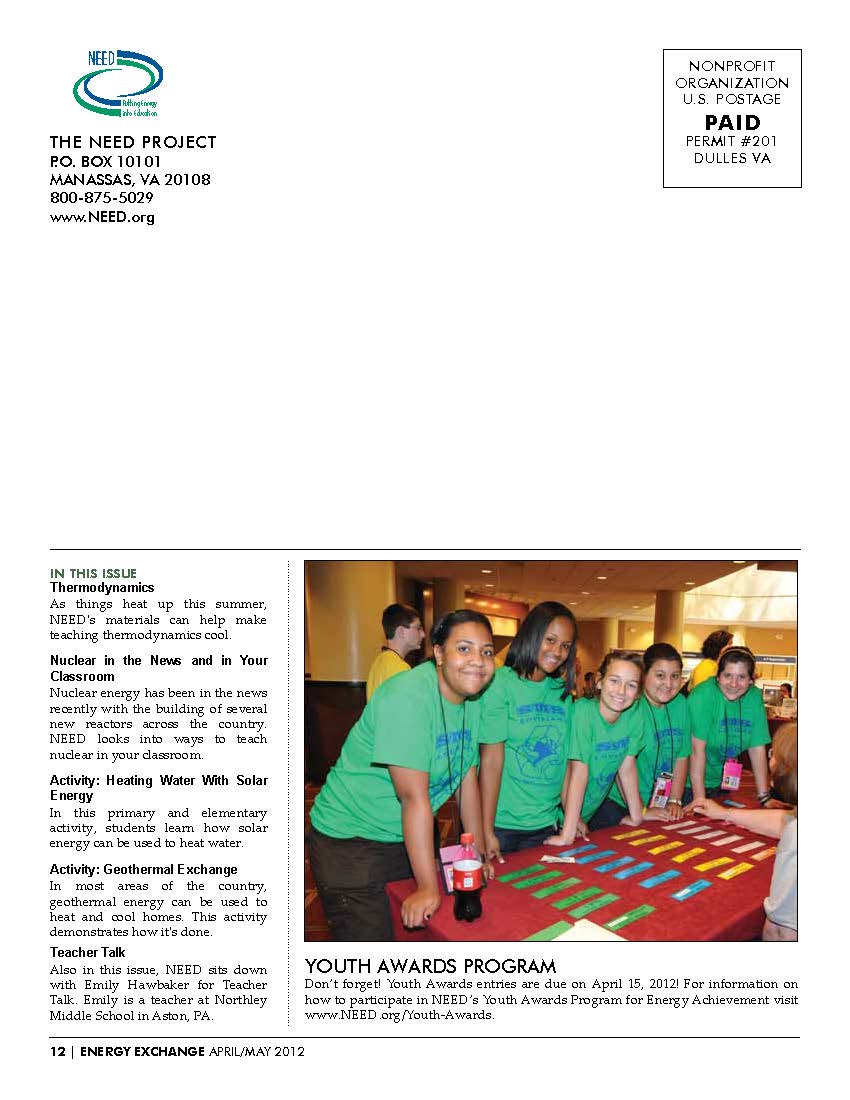 NEED
Putting Energy
into Education
THE NEED PROJECT
P.O. BOX 10101
MANASSAS, VA 20108
800-875-5029
www.NEED.org
NONPROFIT
ORGANIZATION
U.S. POSTAGE
PAID
PERMIT #201
DULLES VA
IN THIS ISSUE
Thermodynamics
As things heat up this summer,
NEED's materials can help make
teaching thermodynamics cool.
Nuclear in the News and in Your
Classroom
Nuclear energy has been in the news
recently with the building of several
new reactors across the country.
NEED looks into ways to teach
nuclear in your classroom.
Activity: Heating Water With Solar
Energy
In this primary and elementary
activity, students learn how solar
energy can be used to heat water.
Activity: Geothermal Exchange
In most areas of the country,
geothermal energy can be used to
heat and cool homes. This activity
demonstrates how it's done.
Teacher Talk
Also in this issue, NEED sits down
with Emily Hawbaker for Teacher
Talk. Emily is a teacher at Northley
Middle School in Aston, PA.
YOUTH AWARDS PROGRAM
Don't forget! Youth Awards entries are due on April 15, 2012! For information on
how to participate in NEED's Youth Awards Program for Energy Achievement visit
www.NEED.org/Youth-Awards.
12 | ENERGY EXCHANGE APRIL/MAY 2012